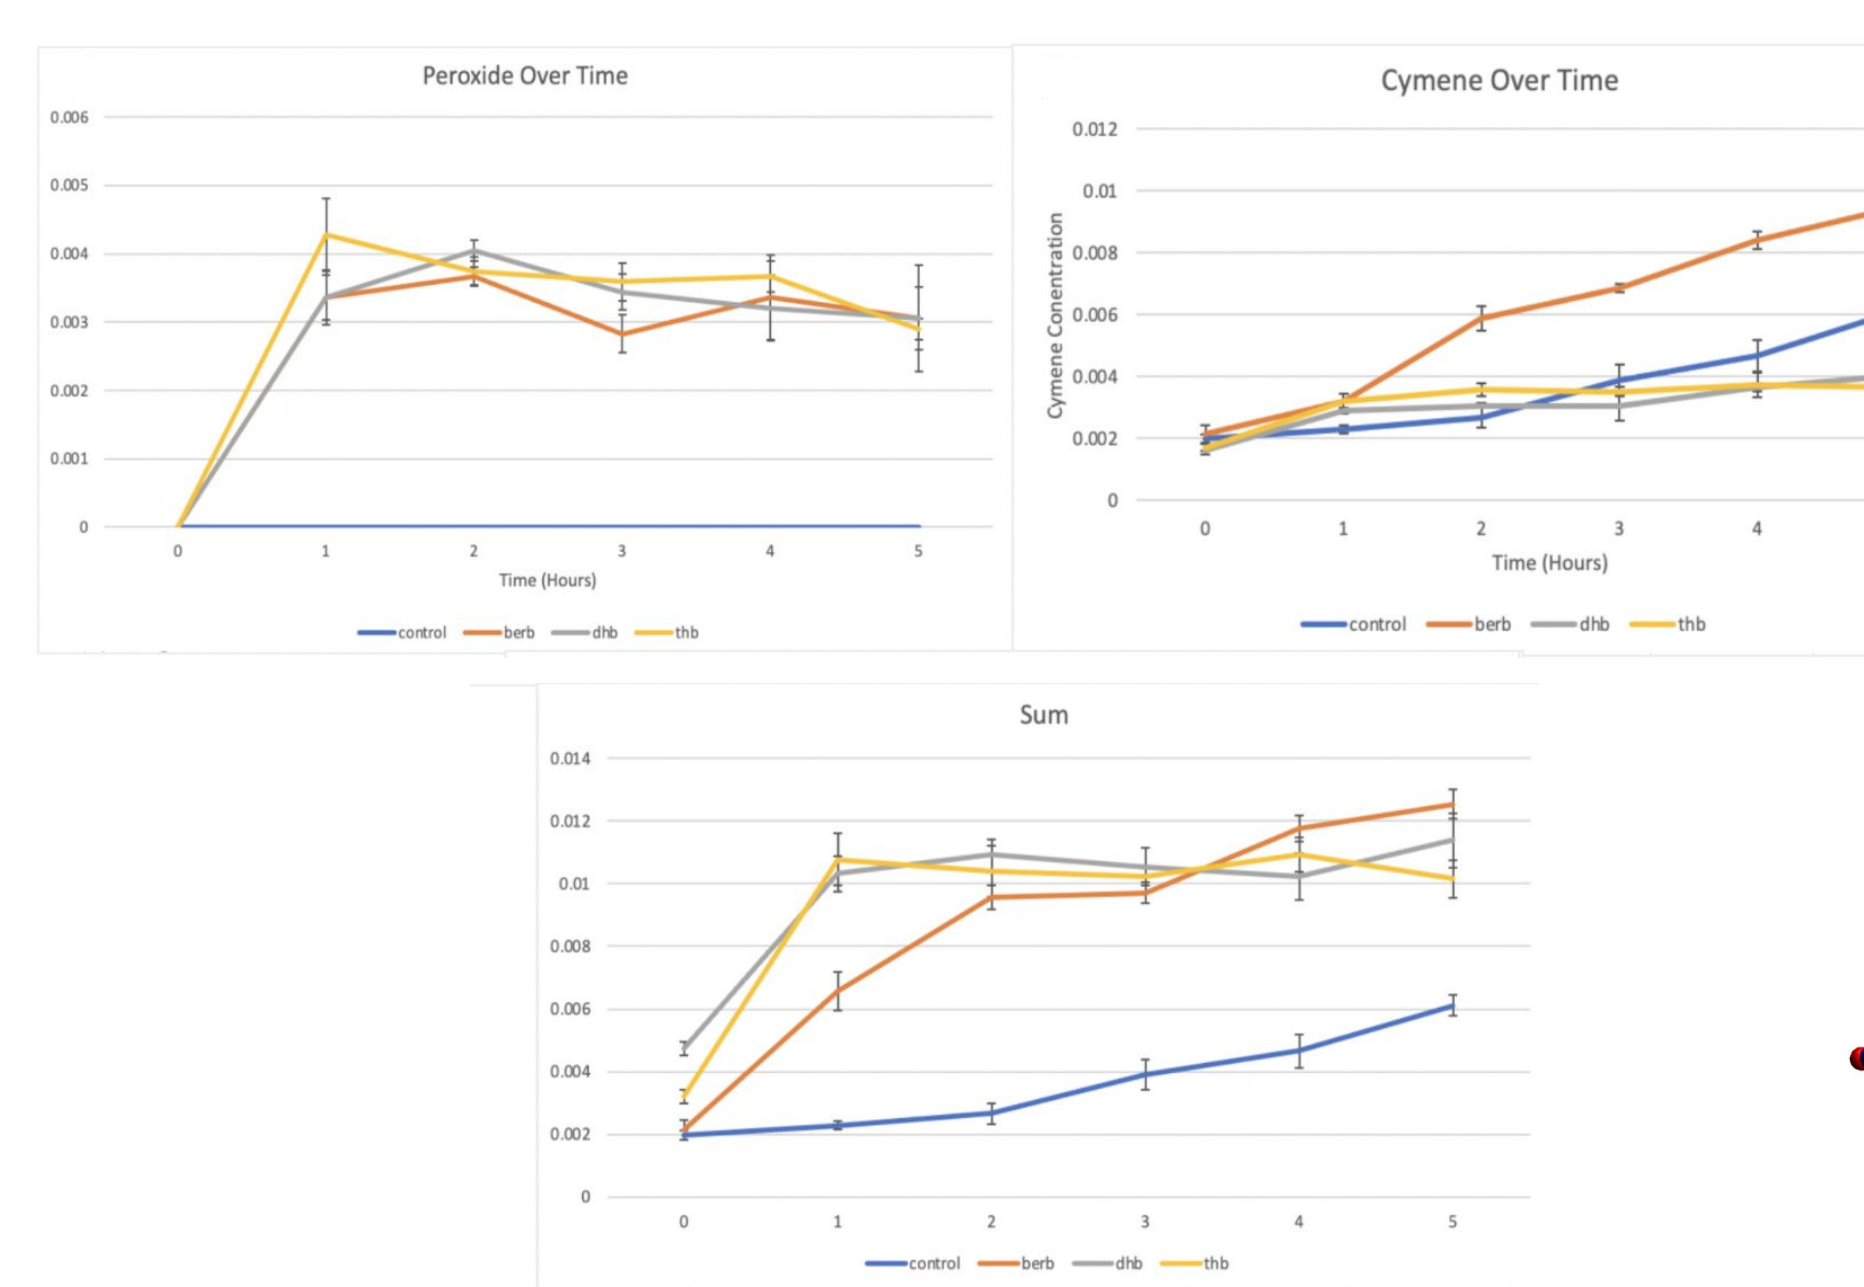 Peroxide Over Time
0.006
0.005
0.004
0.003
0.002
0.001
0
0 1 2 3 4 5
Time (Hours)
control berb dhb thb
Cymene Over Time
Cymene Conentration
0.012
0.01
0.008
0.006
0.004
0.002
0
0 1 2 3 4
Time (Hours)
control berb dhb thb
Sum
0.014
0.012
0.01
0.008
0.006
0.004
0.002
0
0 1 2 3 4 5
control berb dhb thb